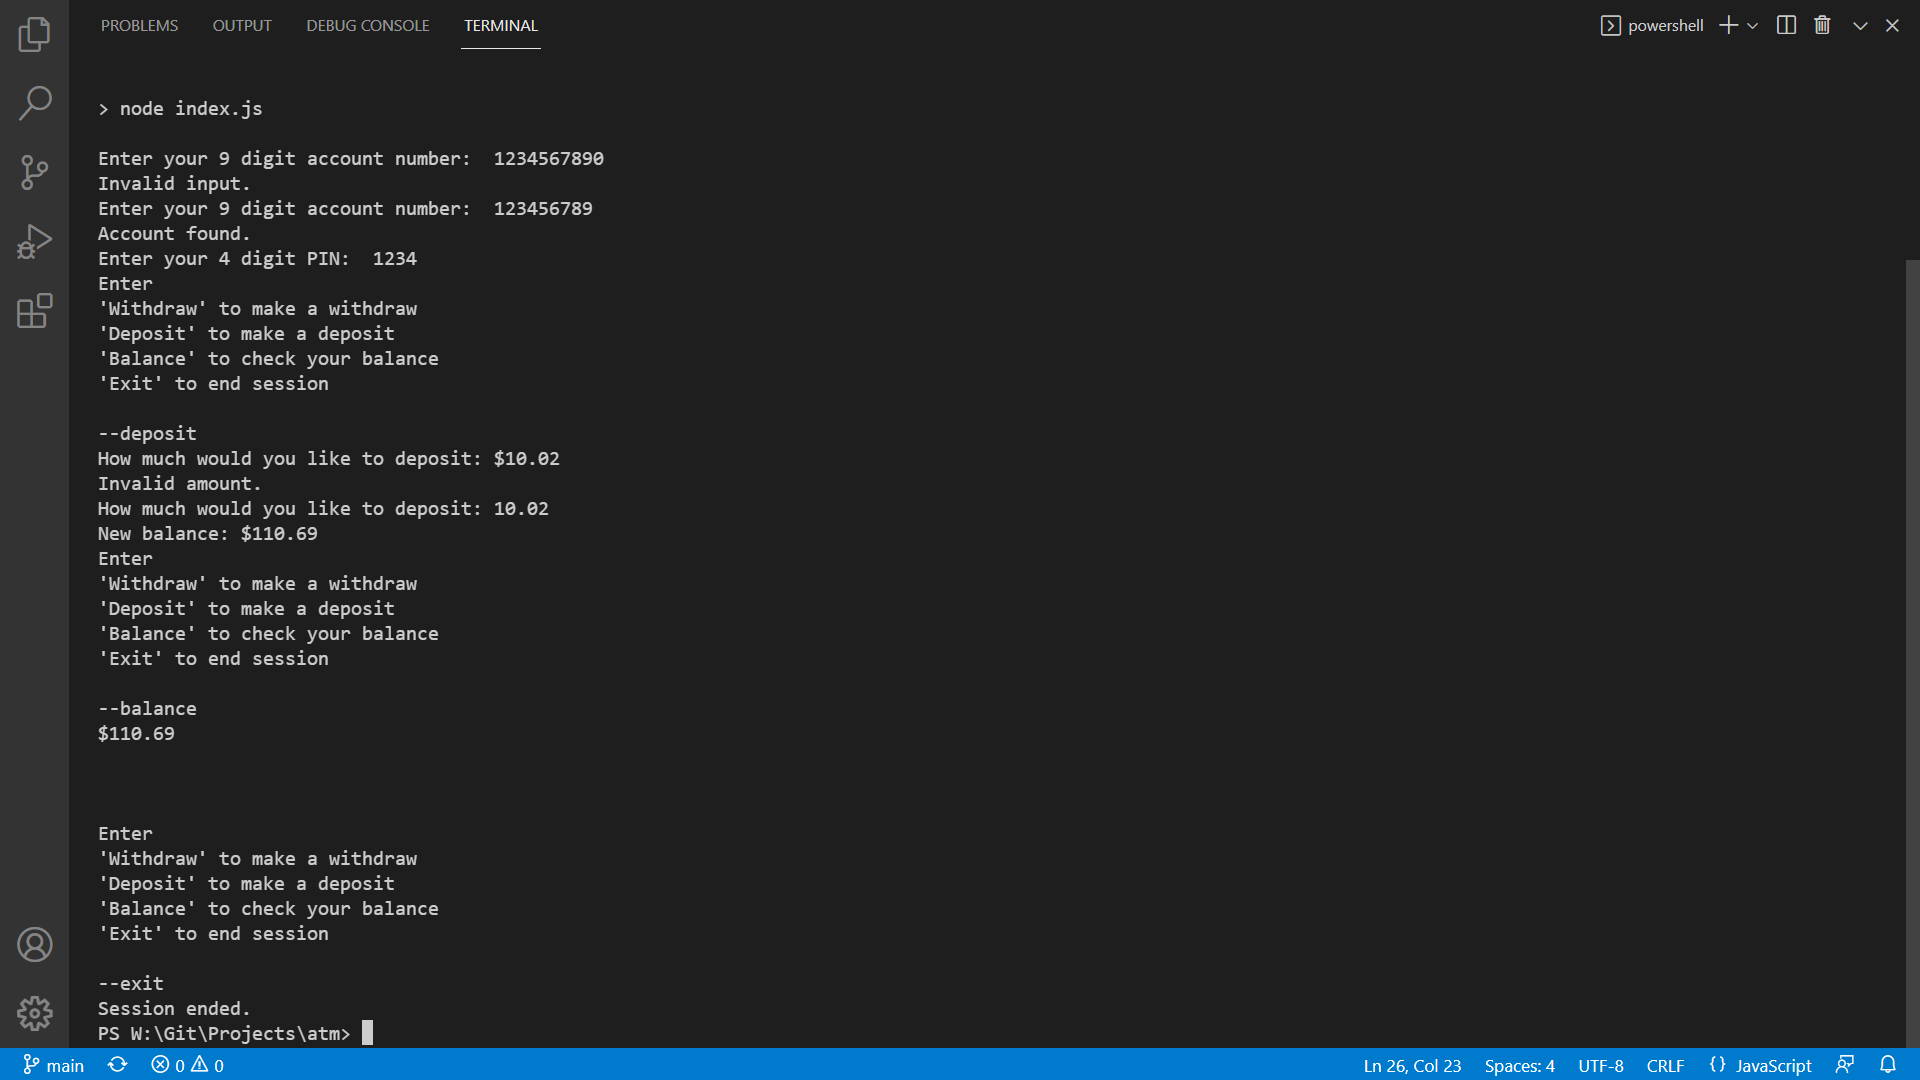 PROBLEMS OUTPUT DEBUG CONSOLE TERMINAL powershell
> node index.js
Enter your 9 digit account number:  1234567890
Invalid input.
Enter your 9 digit account number:  123456789
Account found.
Enter your 4 digit PIN:  1234
Enter
'Withdraw' to make a withdraw
'Deposit' to make a deposit
'Balance' to check your balance
'Exit' to end session
--deposit
How much would you like to deposit: $10.02
Invalid amount.
How much would you like to deposit: 10.02
New balance: $110.69
Enter
'Withdraw' to make a withdraw
'Deposit' to make a deposit
'Balance' to check your balance
'Exit' to end session
--balance
$110.69
Enter
'Withdraw' to make a withdraw
'Deposit' to make a deposit
'Balance' to check your balance
'Exit' to end session
--exit
Session ended.
PS W:\Git\Projects\atm>
main 0 0 Ln 26, Col 23 Spaces: 4 UTF-8 CRLF {} JavaScript